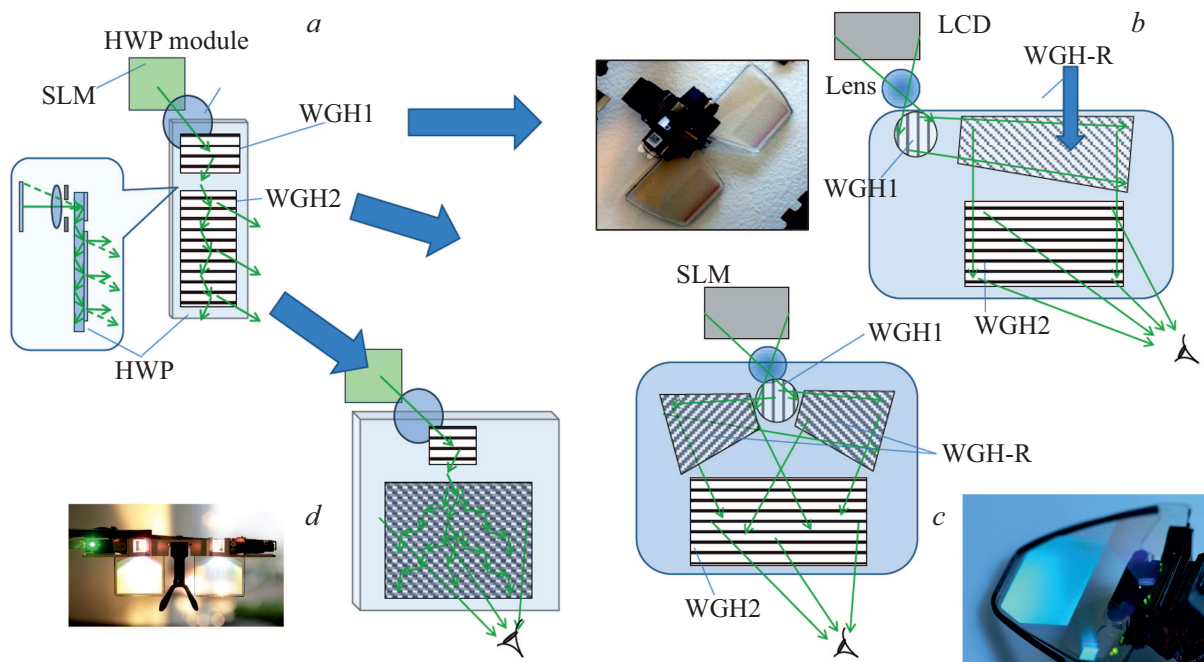 a
HWP module
SLM
WGH1
WGH2
HWP
b
LCD
WGH-R
Lens
WGH1
WGH2
SLM
WGH1
WGH-R
c
WGH2
d